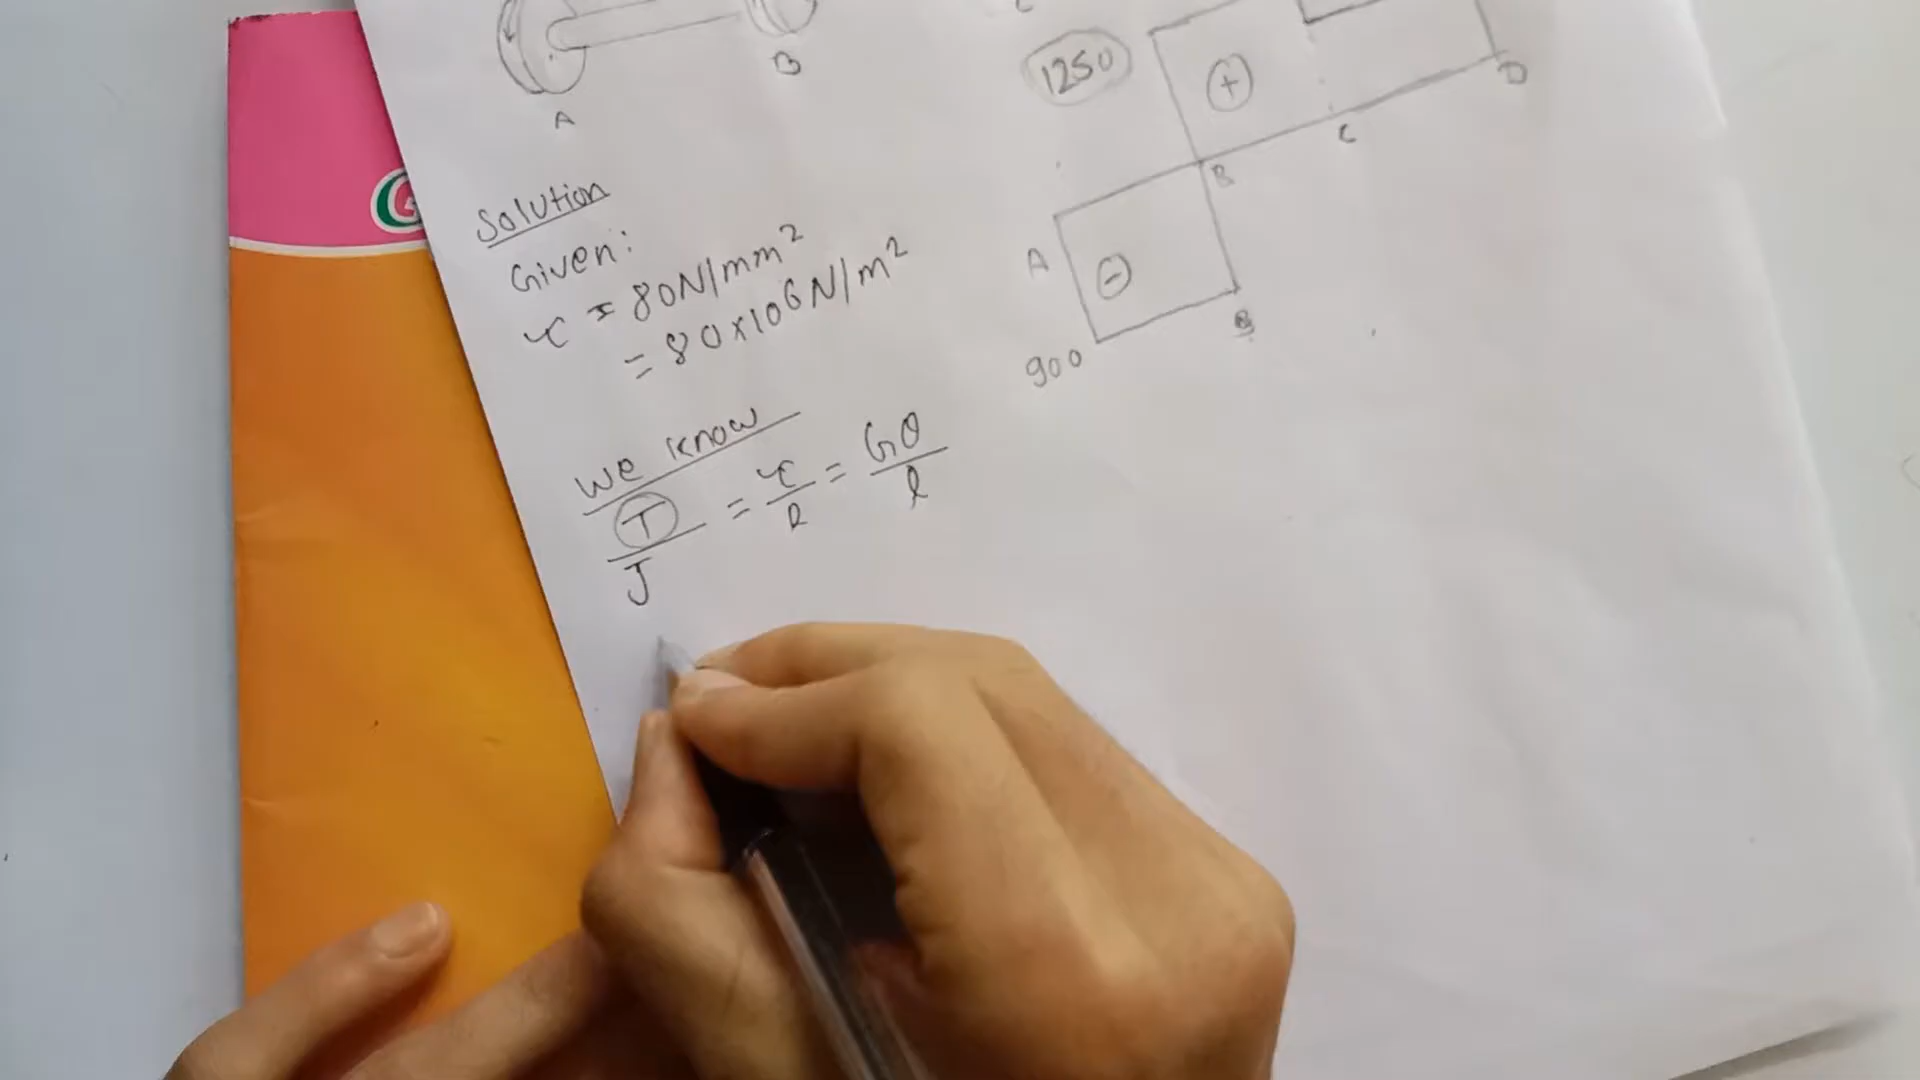 A
B
1250
+
D
C
B
A
-
B
900
Solution
Given:
τ = 80N/mm²
= 80×10⁶N/m²
We know
T/J = τ/R = Gθ/l
G